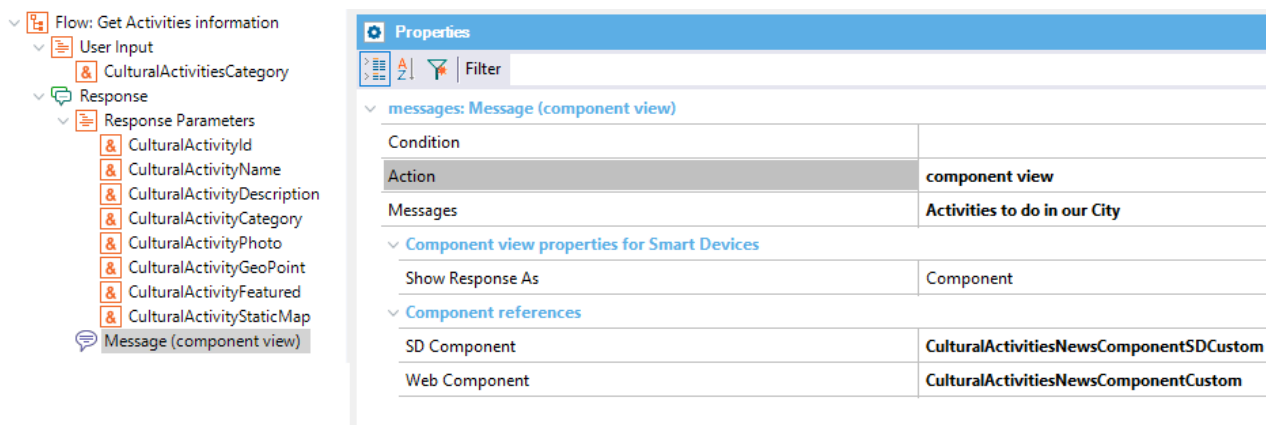 Flow: Get Activities information
User Input
& CulturalActivitiesCategory
Response
Response Parameters
& CulturalActivityId
& CulturalActivityName
& CulturalActivityDescription
& CulturalActivityCategory
& CulturalActivityPhoto
& CulturalActivityGeoPoint
& CulturalActivityFeatured
& CulturalActivityStaticMap
Message (component view)
Properties
A Z Filter
messages: Message (component view)
Condition
Action component view
Messages Activities to do in our City
Component view properties for Smart Devices
Show Response As Component
Component references
SD Component CulturalActivitiesNewsComponentSDCustom
Web Component CulturalActivitiesNewsComponentCustom